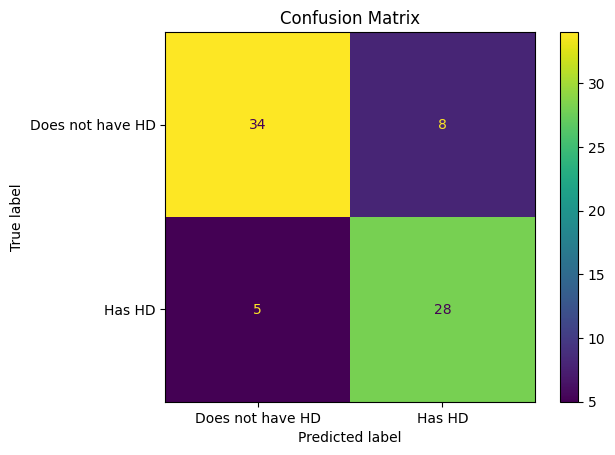 Confusion Matrix
True label
Does not have HD
34
8
Has HD
5
28
Does not have HD
Has HD
Predicted label
30
25
20
15
10
5